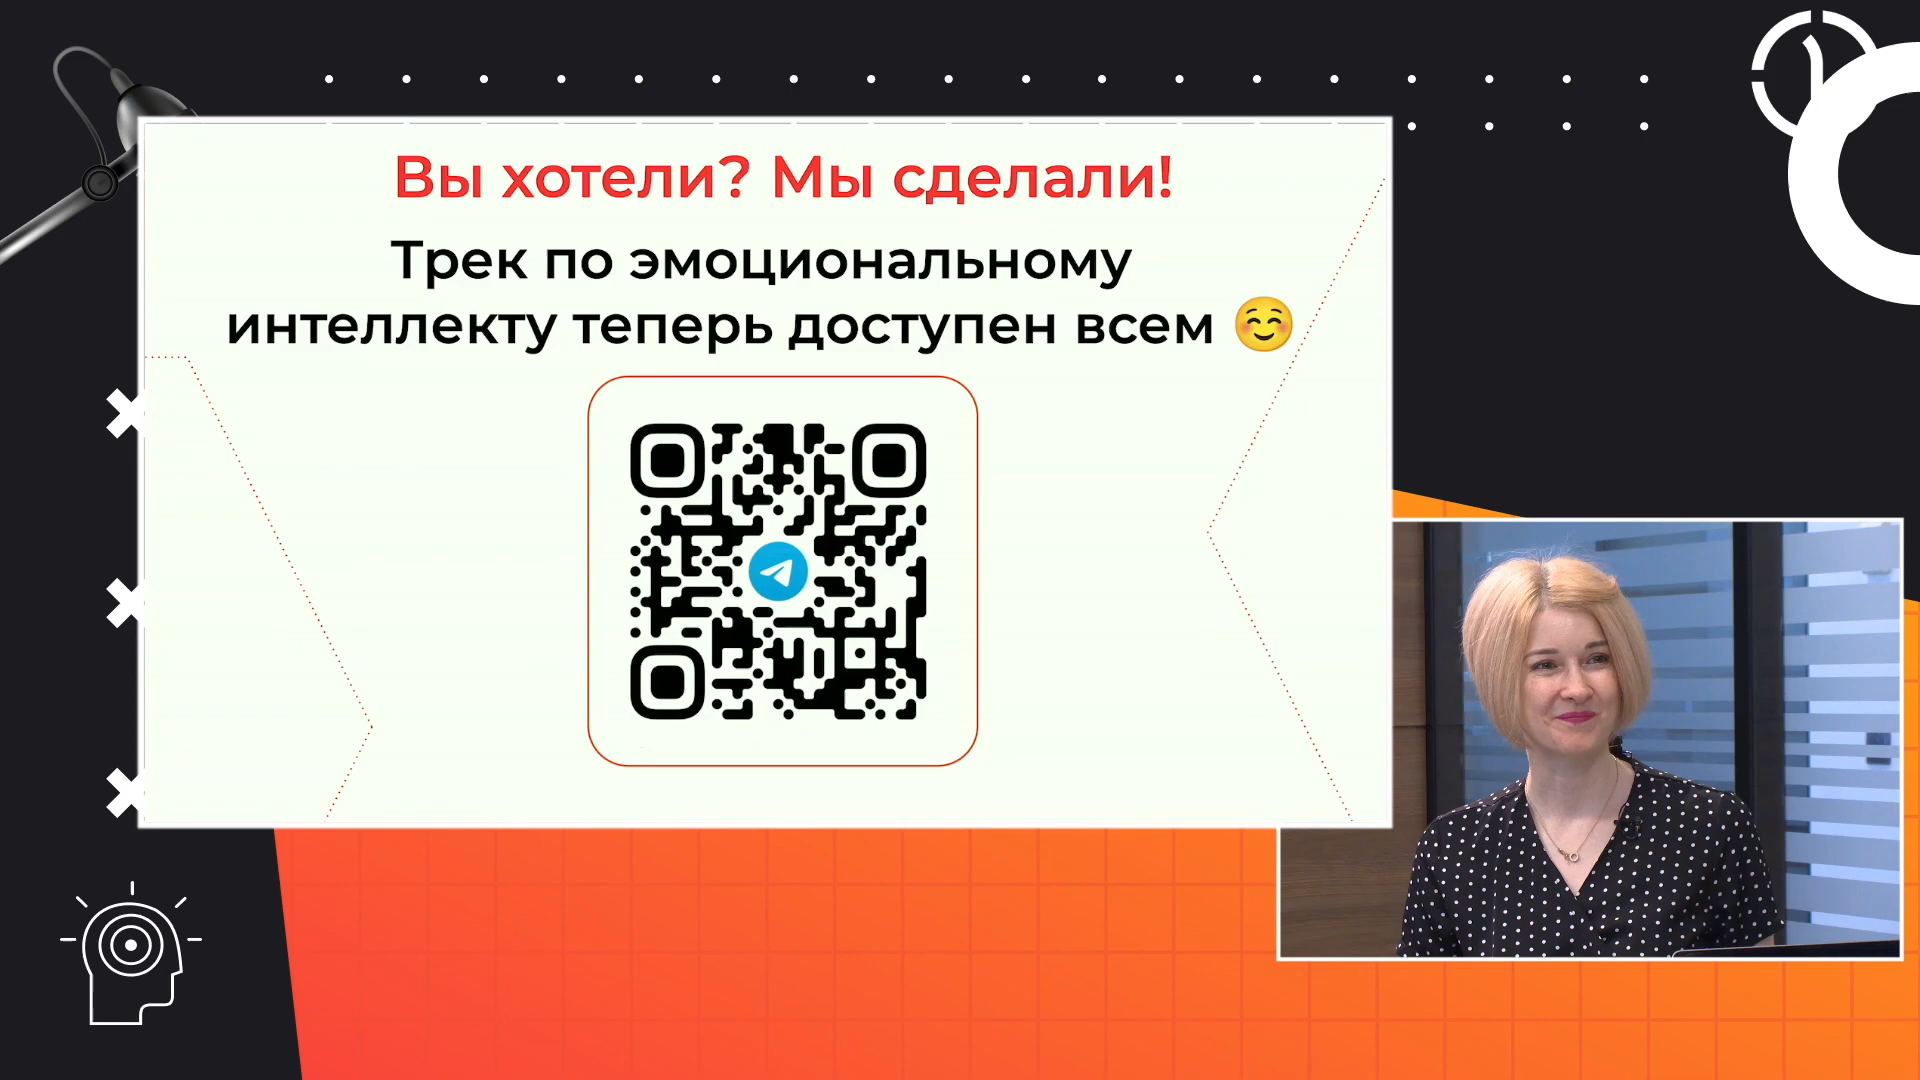 Вы хотели? Мы сделали!
Трек по эмоциональному
интеллекту теперь доступен всем ☺️